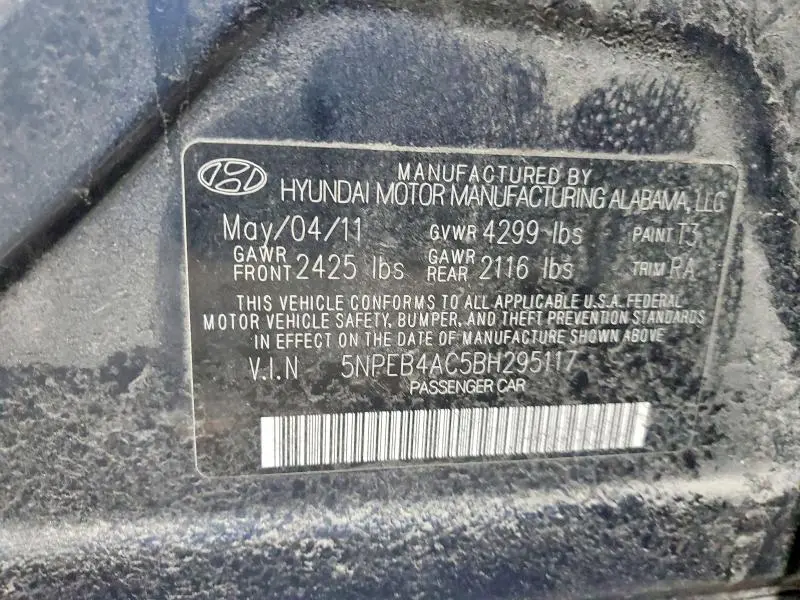 MANUFACTURED BY
HYUNDAI MOTOR MANUFACTURING ALABAMA, LLC
May/04/11 GVWR 4299 lbs PAINT T3
GAWR FRONT 2425 lbs GAWR REAR 2116 lbs TRIM RA
THIS VEHICLE CONFORMS TO ALL APPLICABLE U.S.A. FEDERAL
MOTOR VEHICLE SAFETY, BUMPER, AND THEFT PREVENTION STANDARDS
IN EFFECT ON THE DATE OF MANUFACTURE SHOWN ABOVE
V.I.N 5NPEB4AC5BH295117
PASSENGER CAR